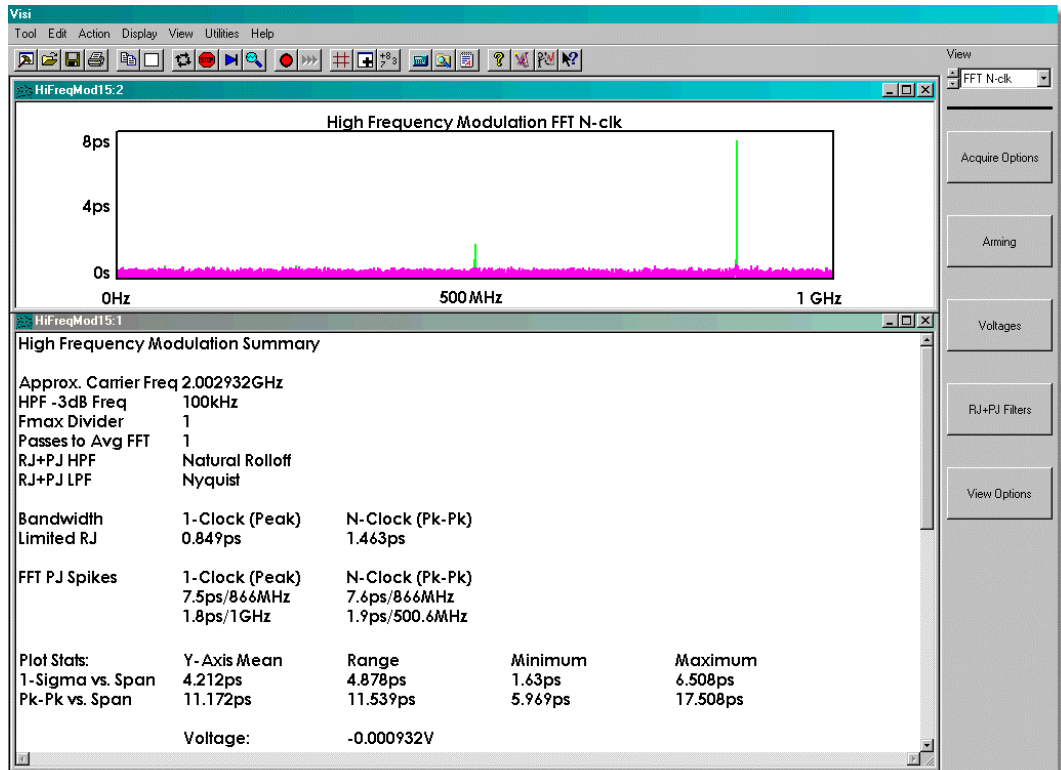 Visi
Tool Edit Action Display View Utilities Help
View
FFT N-clk
HiFreqMod15:2
High Frequency Modulation FFT N-clk
8ps
4ps
0s
0Hz 500 MHz 1 GHz
Acquire Options
Arming
Voltages
RJ+PJ Filters
View Options
HiFreqMod15:1
High Frequency Modulation Summary
Approx. Carrier Freq 2.002932GHz
HPF -3dB Freq 100kHz
Fmax Divider 1
Passes to Avg FFT 1
RJ+PJ HPF Natural Rolloff
RJ+PJ LPF Nyquist
Bandwidth 1-Clock (Peak) N-Clock (Pk-Pk)
Limited RJ 0.849ps 1.463ps
FFT PJ Spikes 1-Clock (Peak) N-Clock (Pk-Pk)
7.5ps/866MHz 7.6ps/866MHz
1.8ps/1GHz 1.9ps/500.6MHz
Plot Stats: Y-Axis Mean Range Minimum Maximum
1-Sigma vs. Span 4.212ps 4.878ps 1.63ps 6.508ps
Pk-Pk vs. Span 11.172ps 11.539ps 5.969ps 17.508ps
Voltage: -0.000932V